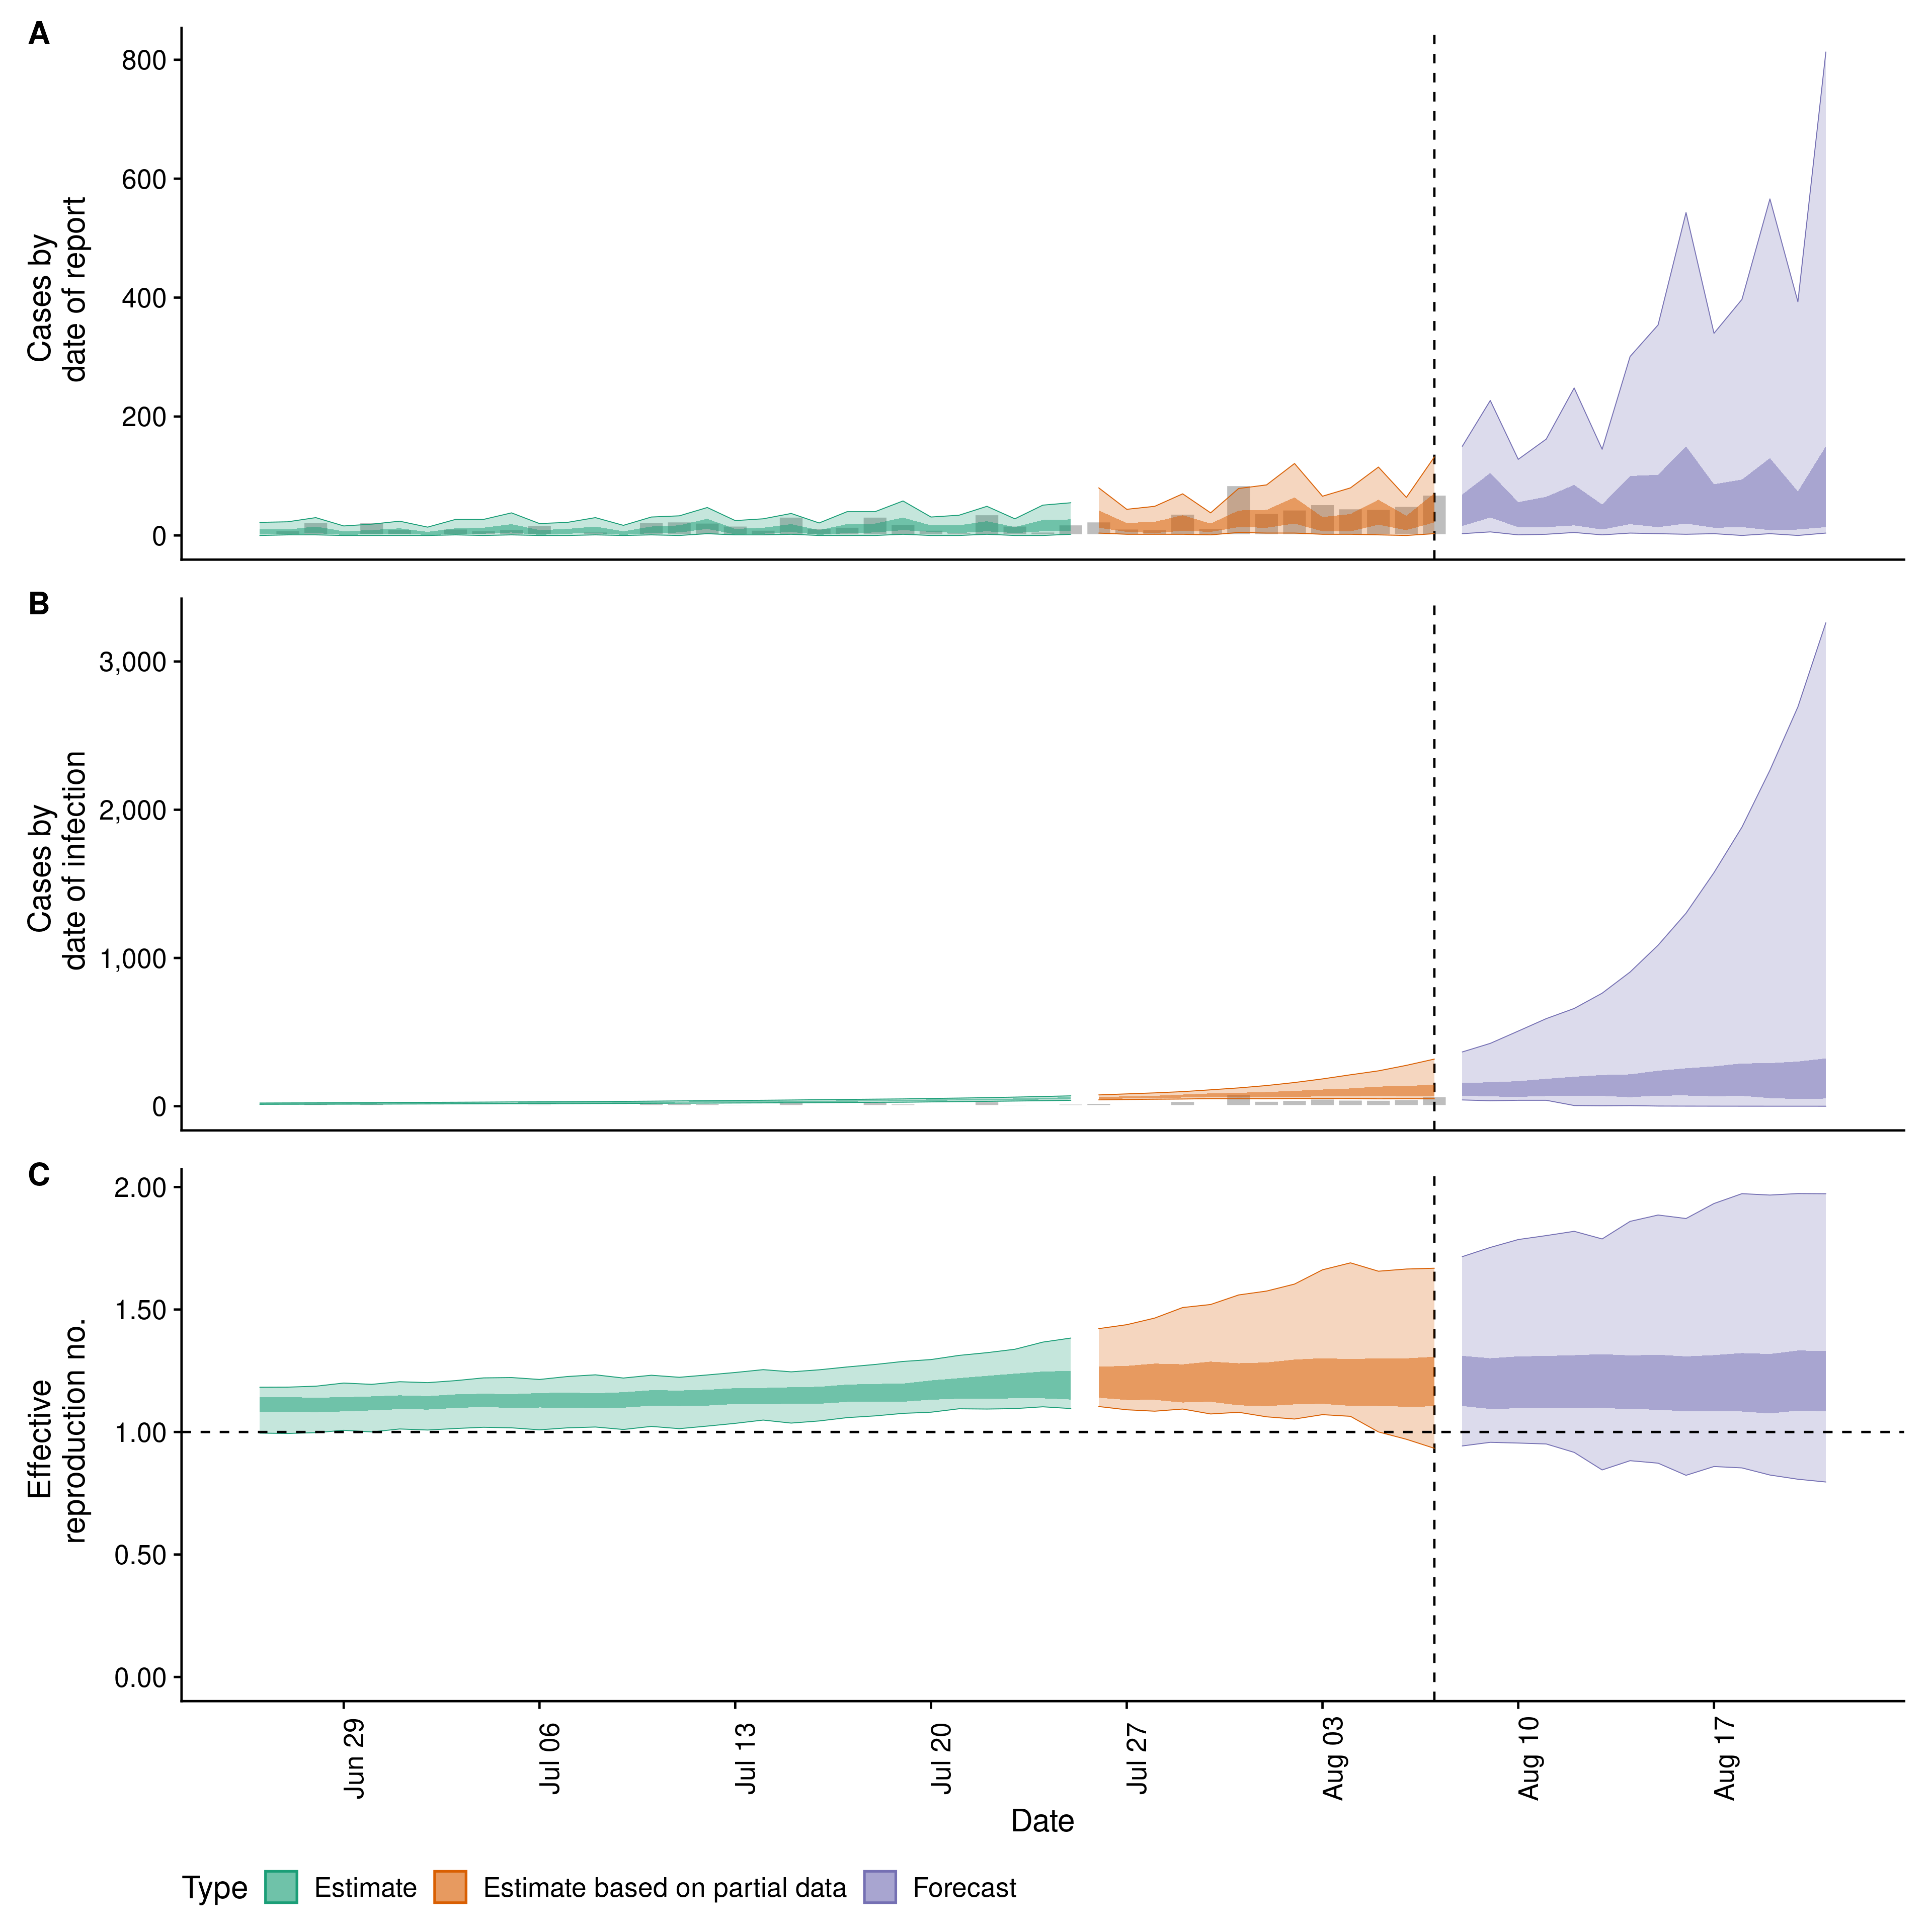 A
800
600
400
200
0
Cases by
date of report
B
3,000
2,000
1,000
0
Cases by
date of infection
C
2.00
1.50
1.00
0.50
0.00
Effective
reproduction no.
Jun 29
Jul 06
Jul 13
Jul 20
Jul 27
Aug 03
Aug 10
Aug 17
Date
Type Estimate Estimate based on partial data Forecast